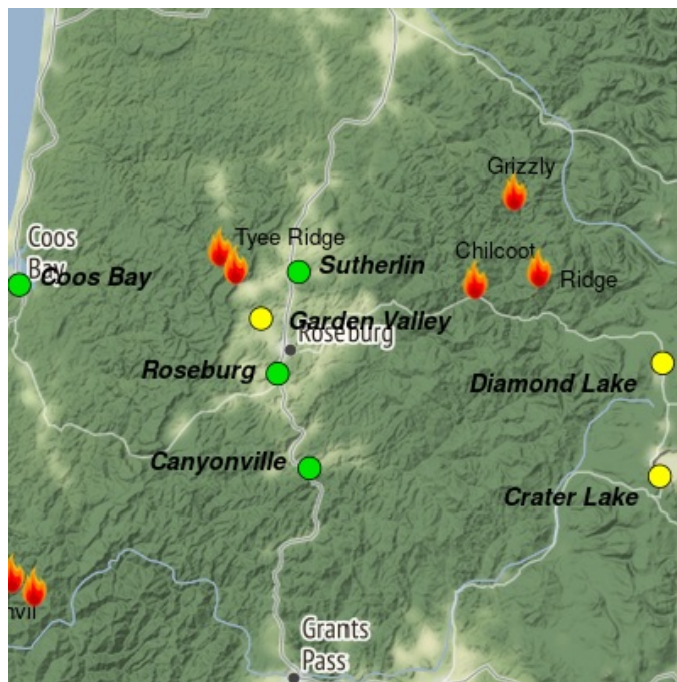 Grizzly
Coos
Bay
Tyee Ridge
Chilcoot
Sutherlin
Coos Bay
Ridge
Garden Valley
Roseburg
Roseburg
Diamond Lake
Canyonville
Crater Lake
nvil
Grants
Pass